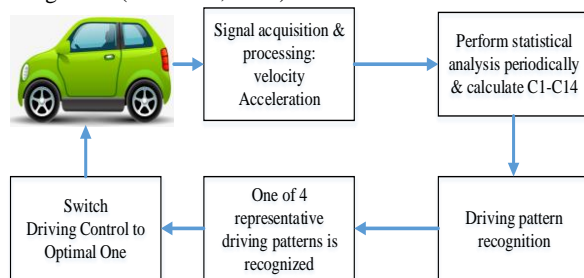 Signal acquisition &
processing:
velocity
Acceleration
Perform statistical
analysis periodically
& calculate C1-C14
Driving pattern
recognition
One of 4
representative
driving patterns is
recognized
Switch
Driving Control to
Optimal One